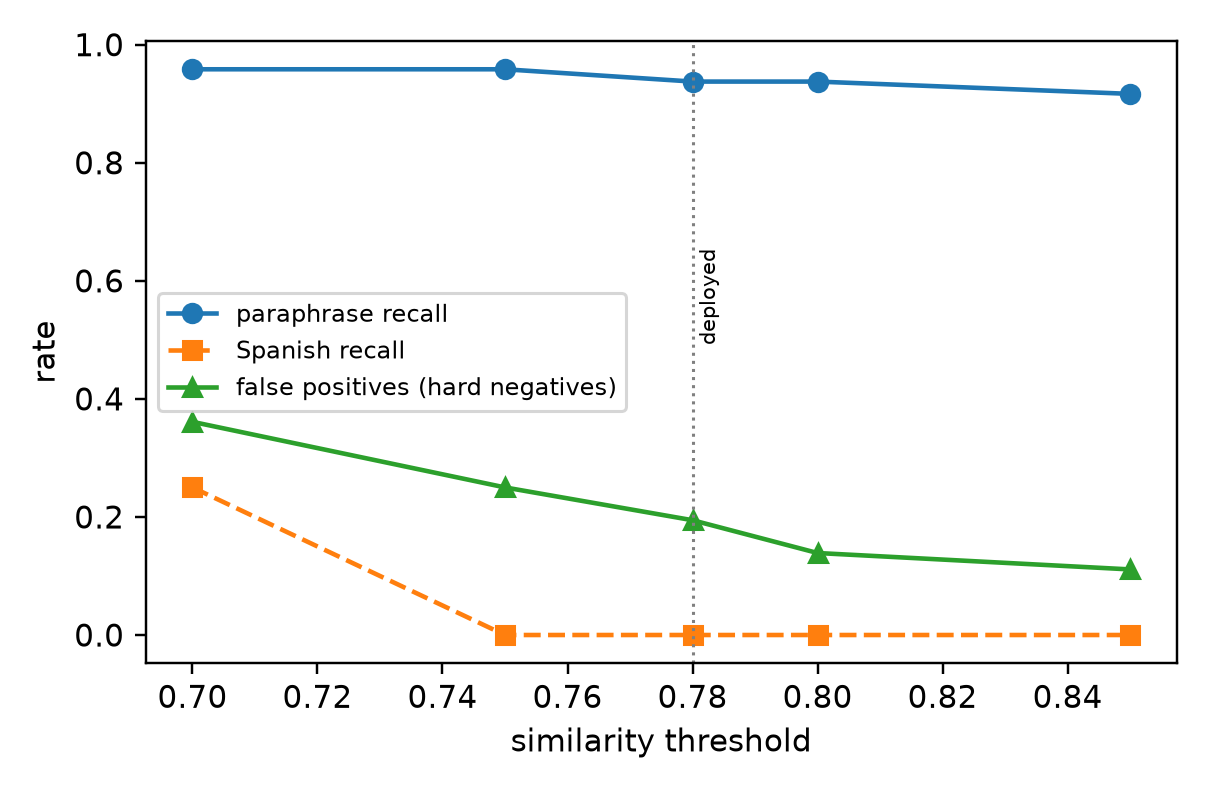 1.0
0.8
0.6
0.4
0.2
0.0
rate
paraphrase recall
Spanish recall
false positives (hard negatives)
deployed
0.70 0.72 0.74 0.76 0.78 0.80 0.82 0.84
similarity threshold